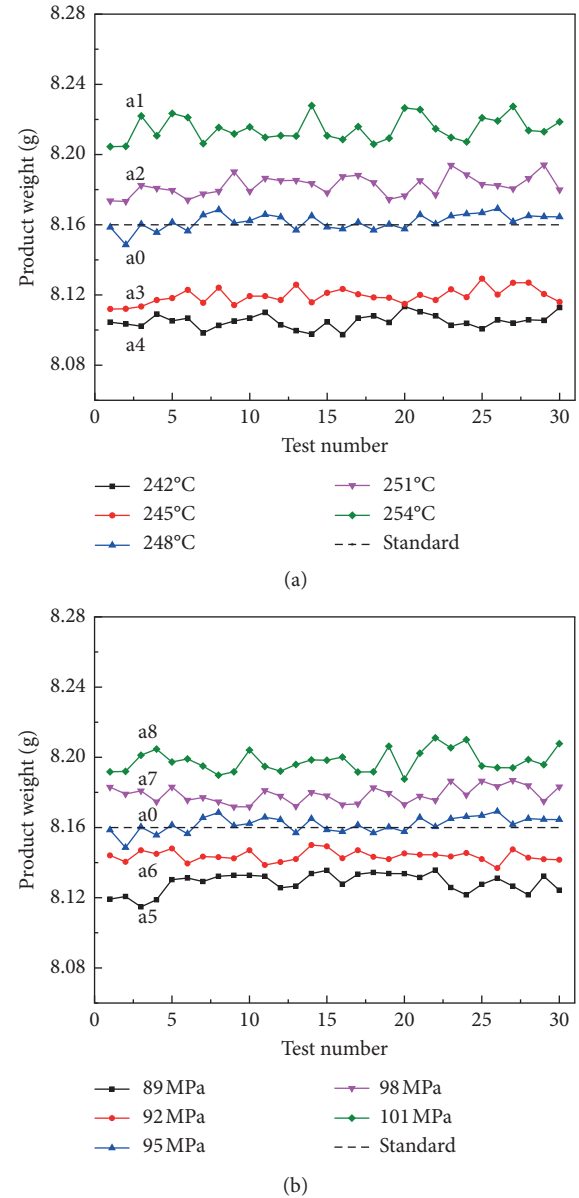 8.28
8.24
8.20
8.16
8.12
8.08
Product weight (g)
a1
a2
a0
a3
a4
0 5 10 15 20 25 30
Test number
242°C 251°C
245°C 254°C
248°C Standard
(a)
8.28
8.24
8.20
8.16
8.12
8.08
Product weight (g)
a8
a7
a0
a6
a5
0 5 10 15 20 25 30
Test number
89 MPa 98 MPa
92 MPa 101 MPa
95 MPa Standard
(b)